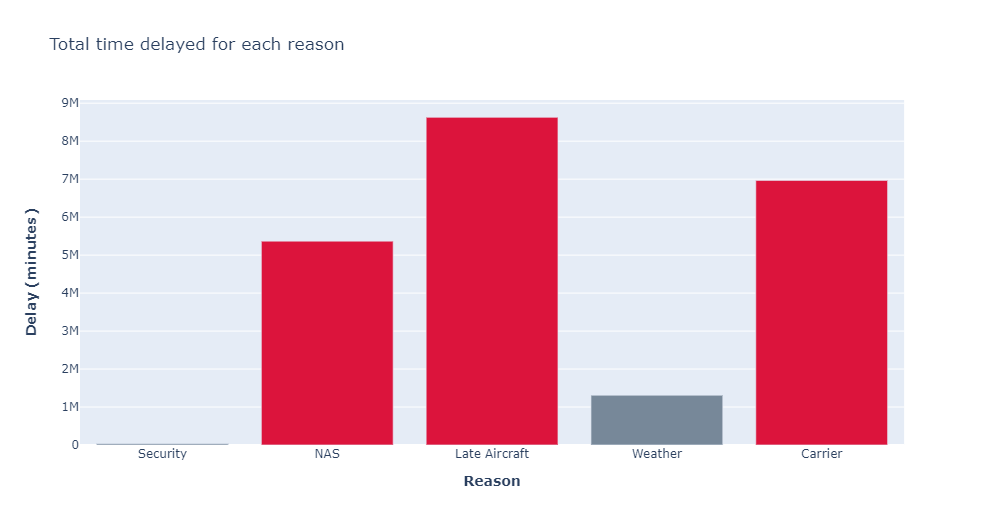 Total time delayed for each reason
Delay (minutes )
9M
8M
7M
6M
5M
4M
3M
2M
1M
0
Security
NAS
Late Aircraft
Weather
Carrier
Reason